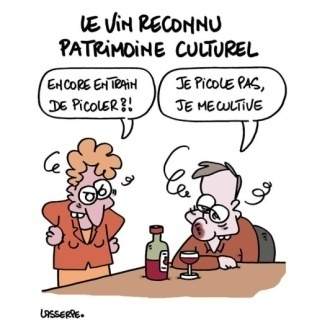 LE VIN RECONNU
PATRIMOINE CULTUREL
ENCORE EN TRAIN
DE PICOLER?!
JE PICOLE PAS,
JE ME CULTIVE
LASSERPE.